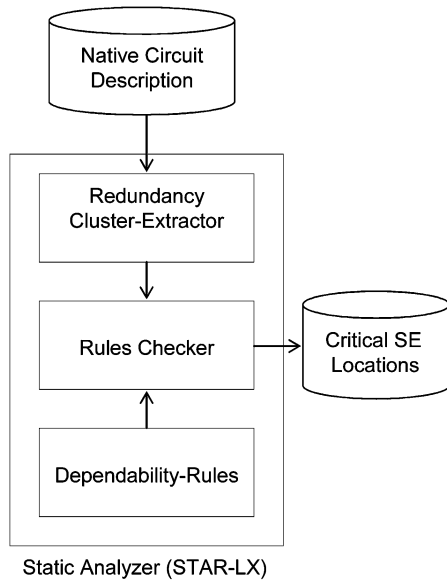 Native Circuit
Description
Redundancy
Cluster-Extractor
Rules Checker
Critical SE
Locations
Dependability-Rules
Static Analyzer (STAR-LX)